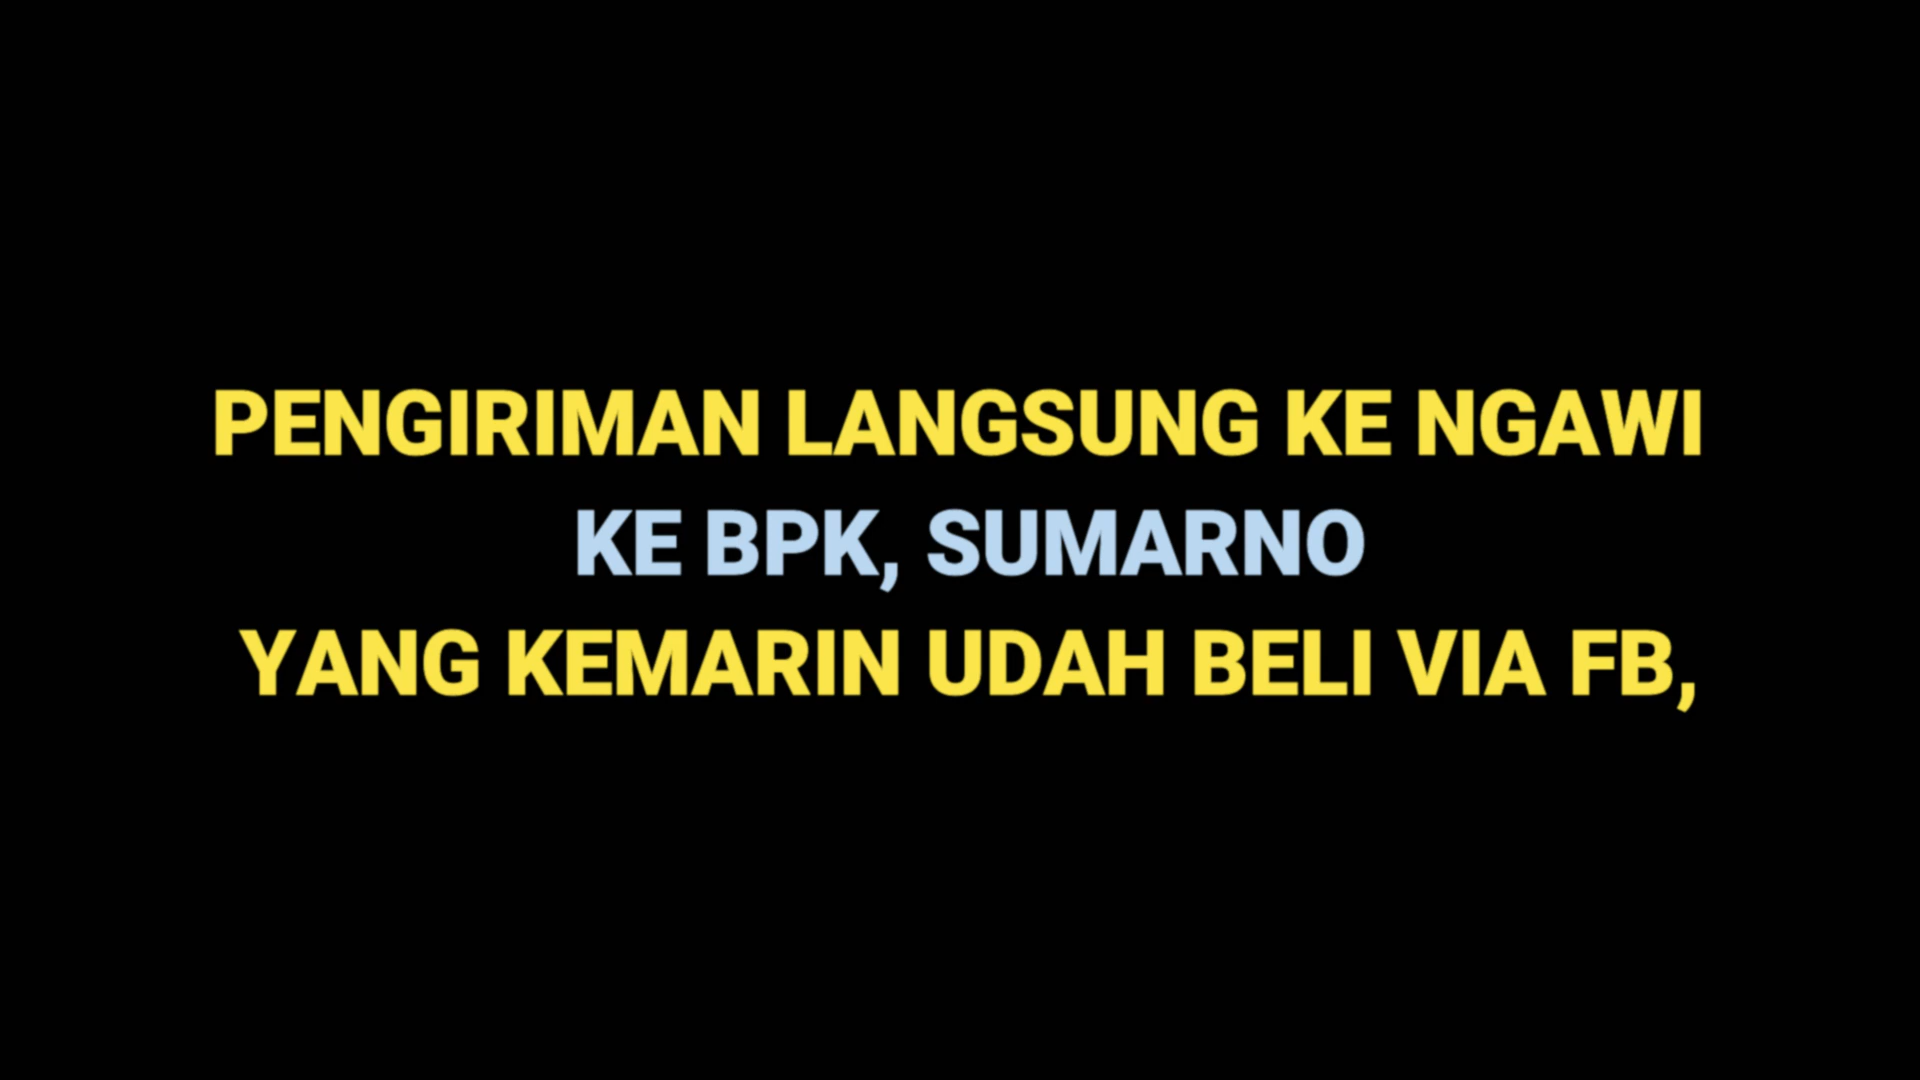 PENGIRIMAN LANGSUNG KE NGAWI
KE BPK, SUMARNO
YANG KEMARIN UDAH BELI VIA FB,